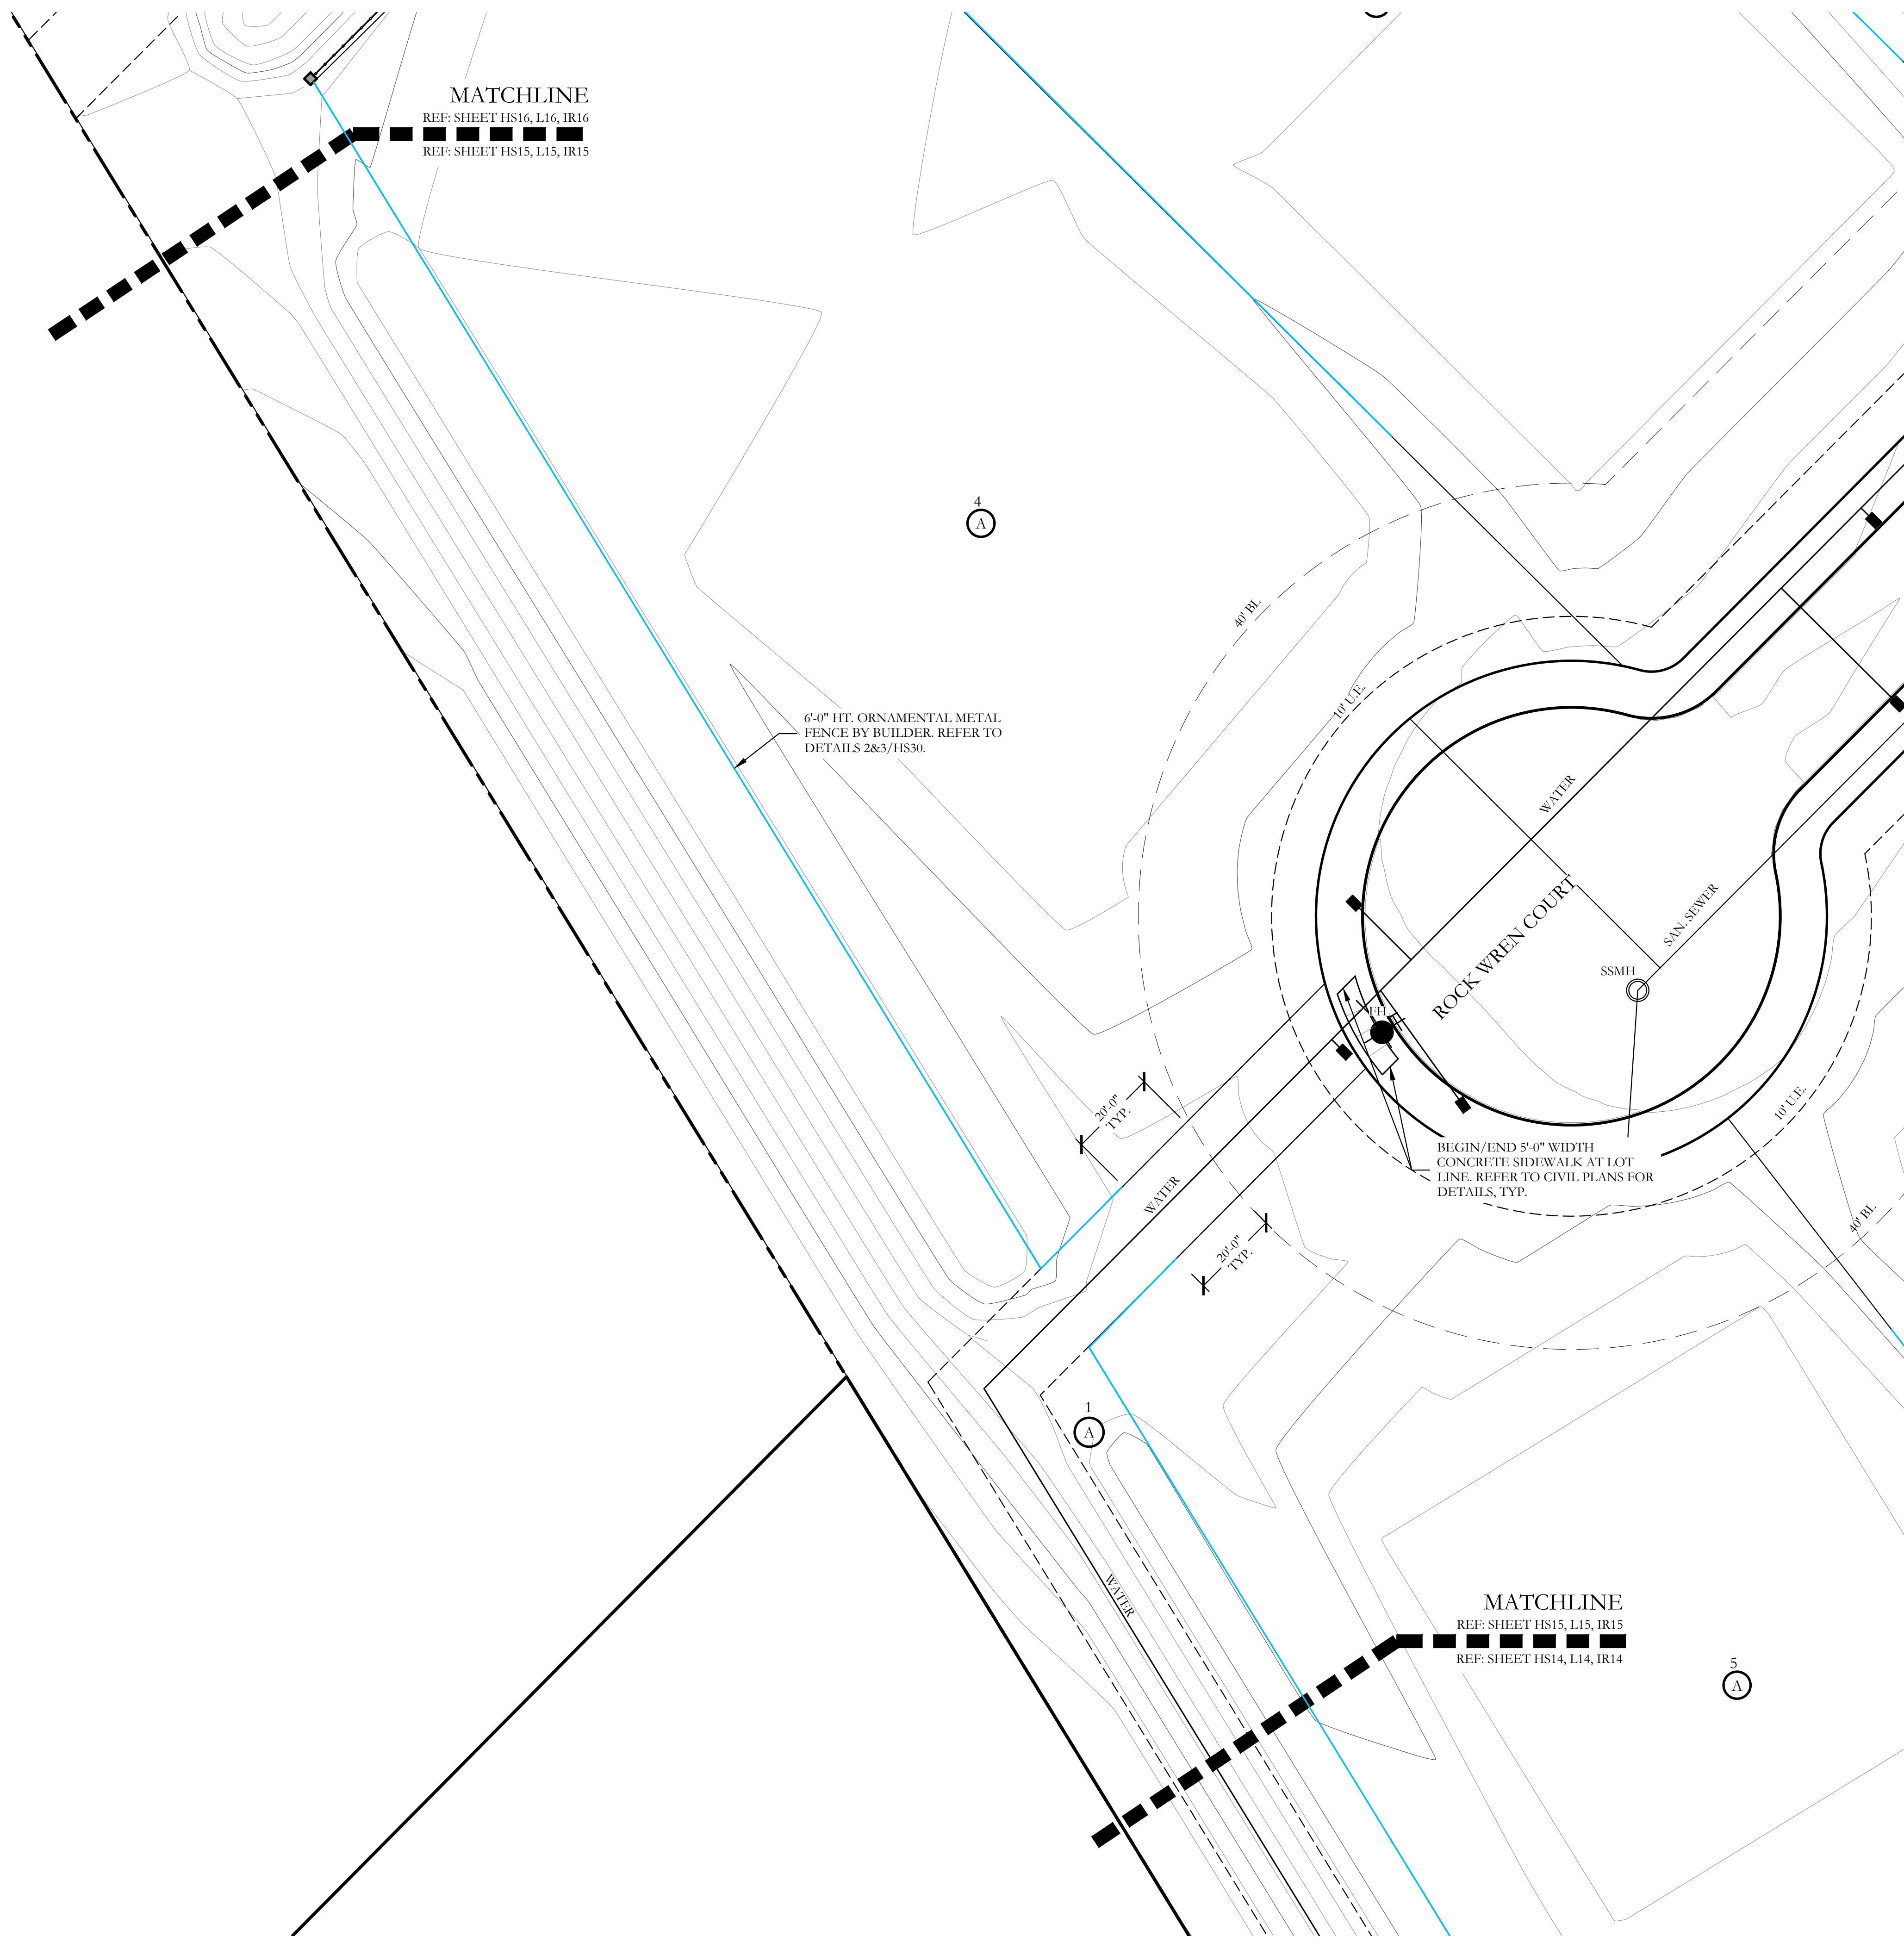 MATCHLINE
REF: SHEET HS16, L16, IR16
REF: SHEET HS15, L15, IR15
4
A
40' BL
10' U.E.
6'-0" HT. ORNAMENTAL METAL
FENCE BY BUILDER. REFER TO
DETAILS 2&3/HS30.
WATER
ROCK WREN COURT
SAN. SEWER
SSMH
FH
20'-0"
TYP.
10' U.E.
BEGIN/END 5'-0" WIDTH
CONCRETE SIDEWALK AT LOT
LINE. REFER TO CIVIL PLANS FOR
DETAILS, TYP.
WATER
40' BL
20'-0"
TYP.
1
A
WATER
MATCHLINE
REF: SHEET HS15, L15, IR15
REF: SHEET HS14, L14, IR14
5
A